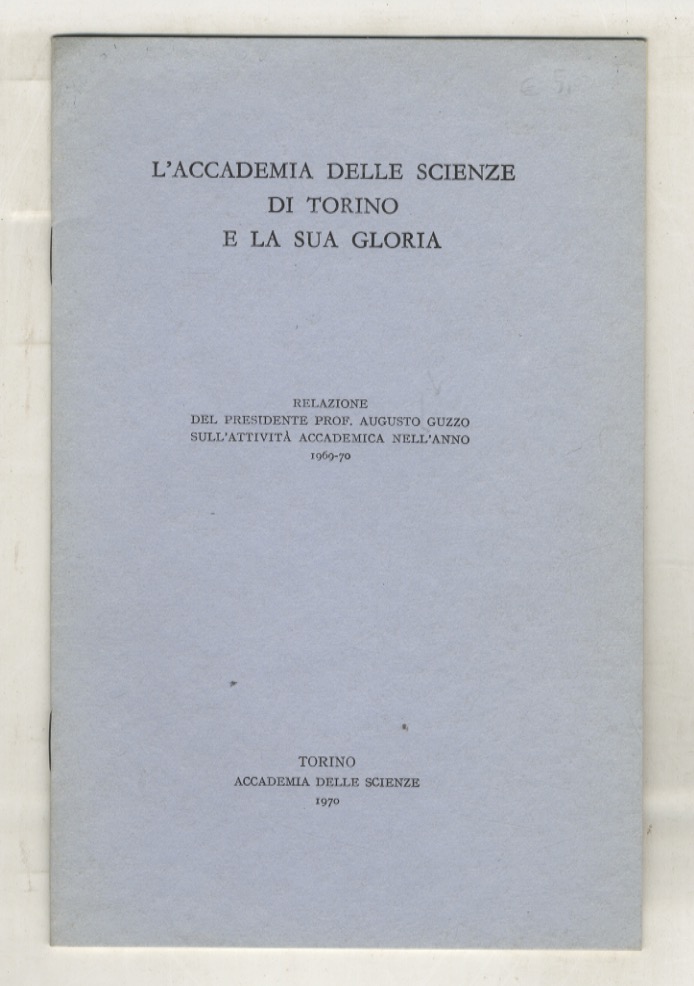 L'ACCADEMIA DELLE SCIENZE
DI TORINO
E LA SUA GLORIA
RELAZIONE
DEL PRESIDENTE PROF. AUGUSTO GUZZO
SULL'ATTIVITÀ ACCADEMICA NELL'ANNO
1969-70
TORINO
ACCADEMIA DELLE SCIENZE
1970